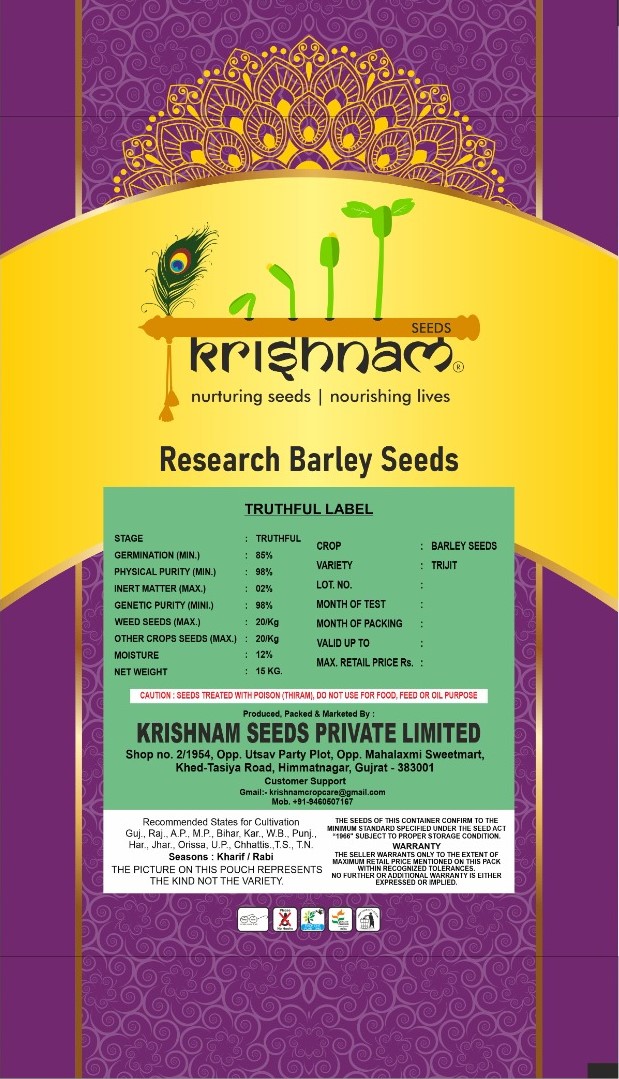 SEEDS
krishnam®
nurturing seeds | nourishing lives
Research Barley Seeds
TRUTHFUL LABEL
STAGE : TRUTHFUL
GERMINATION (MIN.) : 85%
PHYSICAL PURITY (MIN.) : 98%
INERT MATTER (MAX.) : 02%
GENETIC PURITY (MINI.) : 98%
WEED SEEDS (MAX.) : 20/Kg
OTHER CROPS SEEDS (MAX.) : 20/Kg
MOISTURE : 12%
NET WEIGHT : 15 KG.
CROP : BARLEY SEEDS
VARIETY : TRIJIT
LOT. NO. :
MONTH OF TEST :
MONTH OF PACKING :
VALID UP TO :
MAX. RETAIL PRICE Rs. :
CAUTION : SEEDS TREATED WITH POISON (THIRAM), DO NOT USE FOR FOOD, FEED OR OIL PURPOSE
Produced, Packed & Marketed By :
KRISHNAM SEEDS PRIVATE LIMITED
Shop no. 2/1954, Opp. Utsav Party Plot, Opp. Mahalaxmi Sweetmart,
Khed-Tasiya Road, Himmatnagar, Gujrat - 383001
Customer Support
Gmail:- krishnamcropcare@gmail.com
Mob. +91-9460507167
Recommended States for Cultivation
Guj., Raj., A.P., M.P., Bihar, Kar., W.B., Punj.,
Har., Jhar., Orissa, U.P., Chhattis.,T.S., T.N.
Seasons : Kharif / Rabi
THE PICTURE ON THIS POUCH REPRESENTS
THE KIND NOT THE VARIETY.
THE SEEDS OF THIS CONTAINER CONFIRM TO THE
MINIMUM STANDARD SPECIFIED UNDER THE SEED ACT
"1966" SUBJECT TO PROPER STORAGE CONDITION.
WARRANTY
THE SELLER WARRANTS ONLY TO THE EXTENT OF
MAXIMUM RETAIL PRICE MENTIONED ON THIS PACK
WITHIN RECOGNIZED TOLERANCES.
NO FURTHER OR ADDITIONAL WARRANTY IS EITHER
EXPRESSED OR IMPLIED.